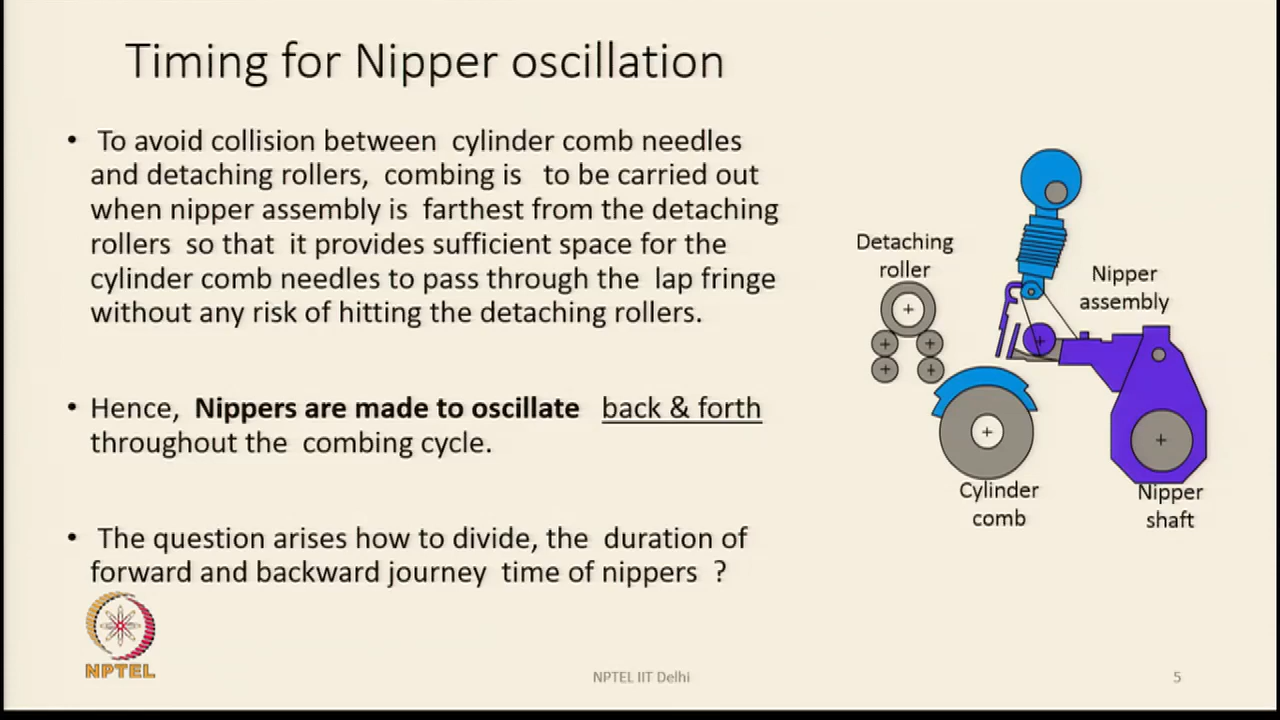 Timing for Nipper oscillation
• To avoid collision between cylinder comb needles
and detaching rollers, combing is to be carried out
when nipper assembly is farthest from the detaching
rollers so that it provides sufficient space for the
cylinder comb needles to pass through the lap fringe
without any risk of hitting the detaching rollers.
• Hence, Nippers are made to oscillate back & forth
throughout the combing cycle.
• The question arises how to divide, the duration of
forward and backward journey time of nippers ?
Detaching
roller
Nipper
assembly
Cylinder
comb
Nipper
shaft
NPTEL
NPTEL IIT Delhi
5